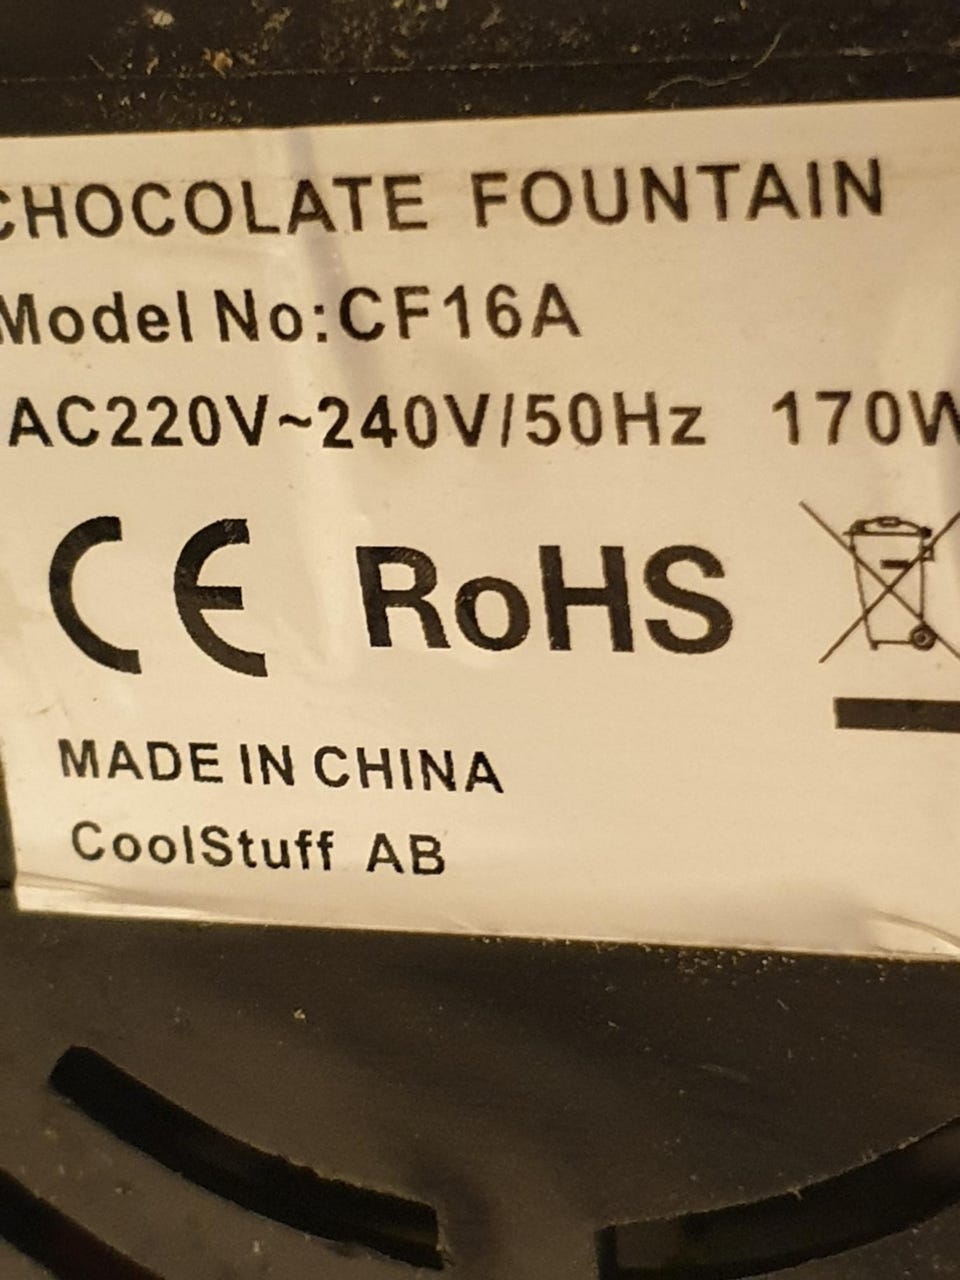 CHOCOLATE FOUNTAIN
Model No:CF16A
AC220V~240V/50Hz 170W
CE RoHS
MADE IN CHINA
CoolStuff AB